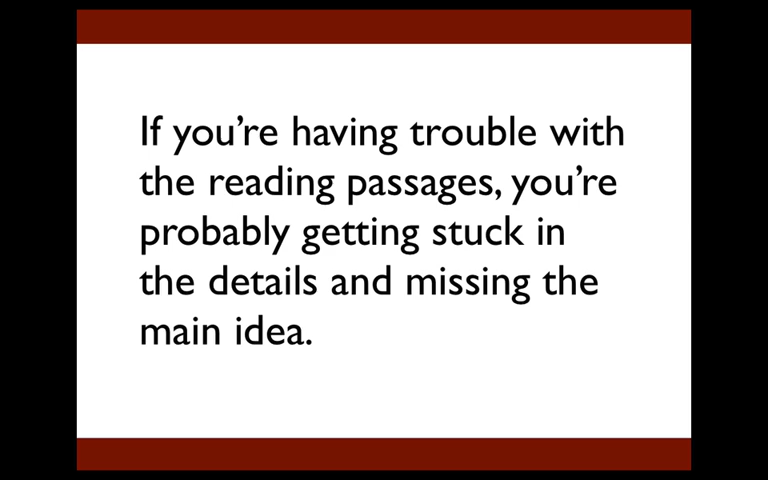 If you’re having trouble with
the reading passages, you’re
probably getting stuck in
the details and missing the
main idea.